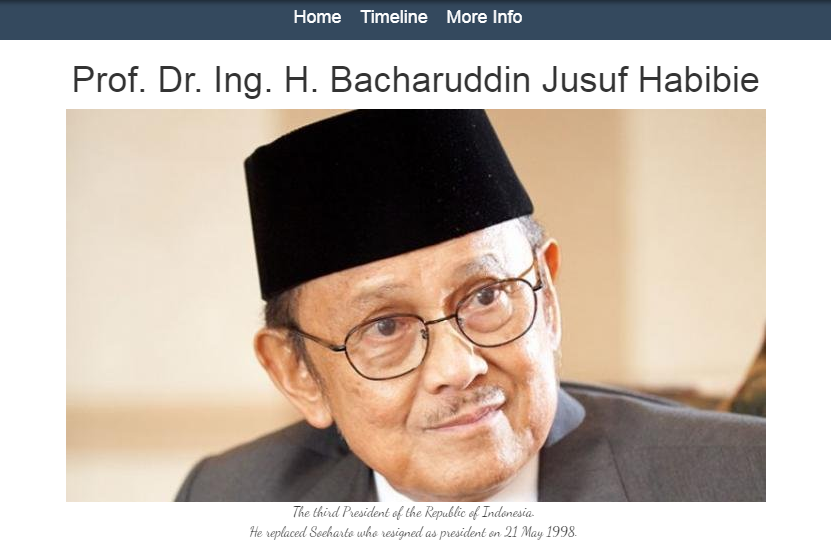 Home Timeline More Info
Prof. Dr. Ing. H. Bacharuddin Jusuf Habibie
The third President of the Republic of Indonesia.
He replaced Soeharto who resigned as president on 21 May 1998.